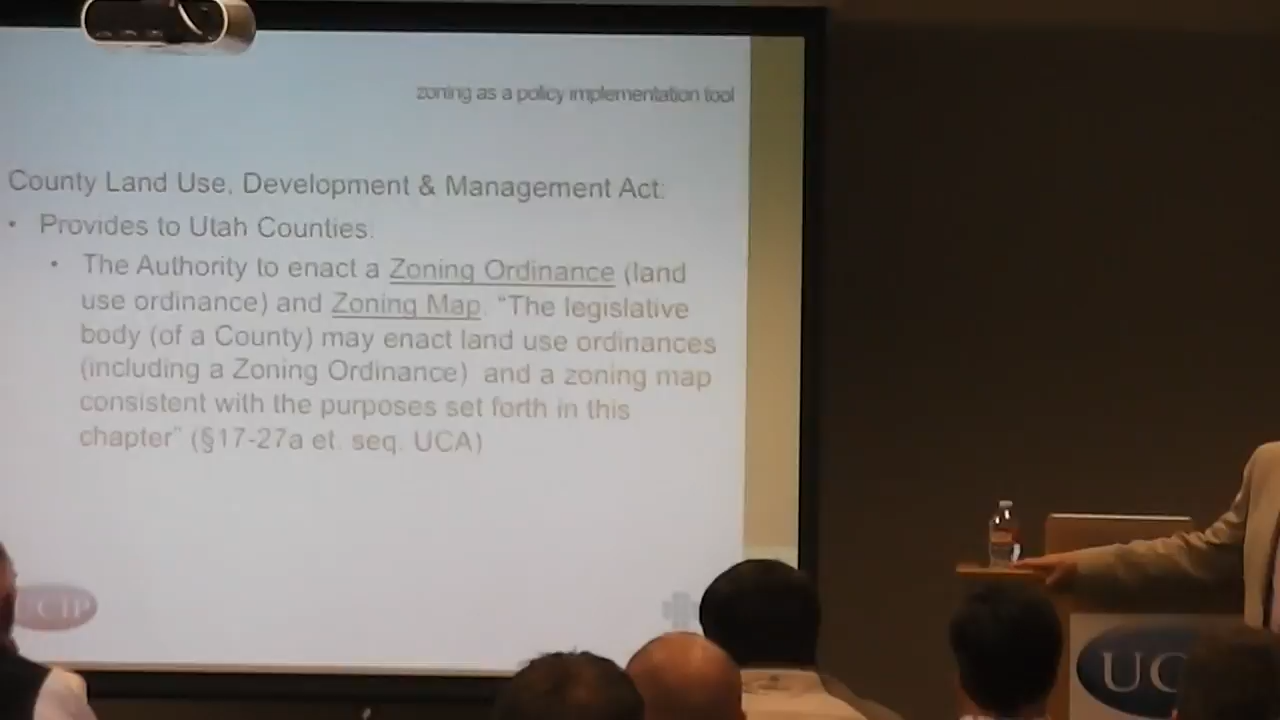 zoning as a policy implementation tool
County Land Use, Development & Management Act:
• Provides to Utah Counties:
• The Authority to enact a Zoning Ordinance (land
use ordinance) and Zoning Map. "The legislative
body (of a County) may enact land use ordinances
(including a Zoning Ordinance) and a zoning map
consistent with the purposes set forth in this
chapter" (§17-27a et. seq. UCA)
CIP
UC